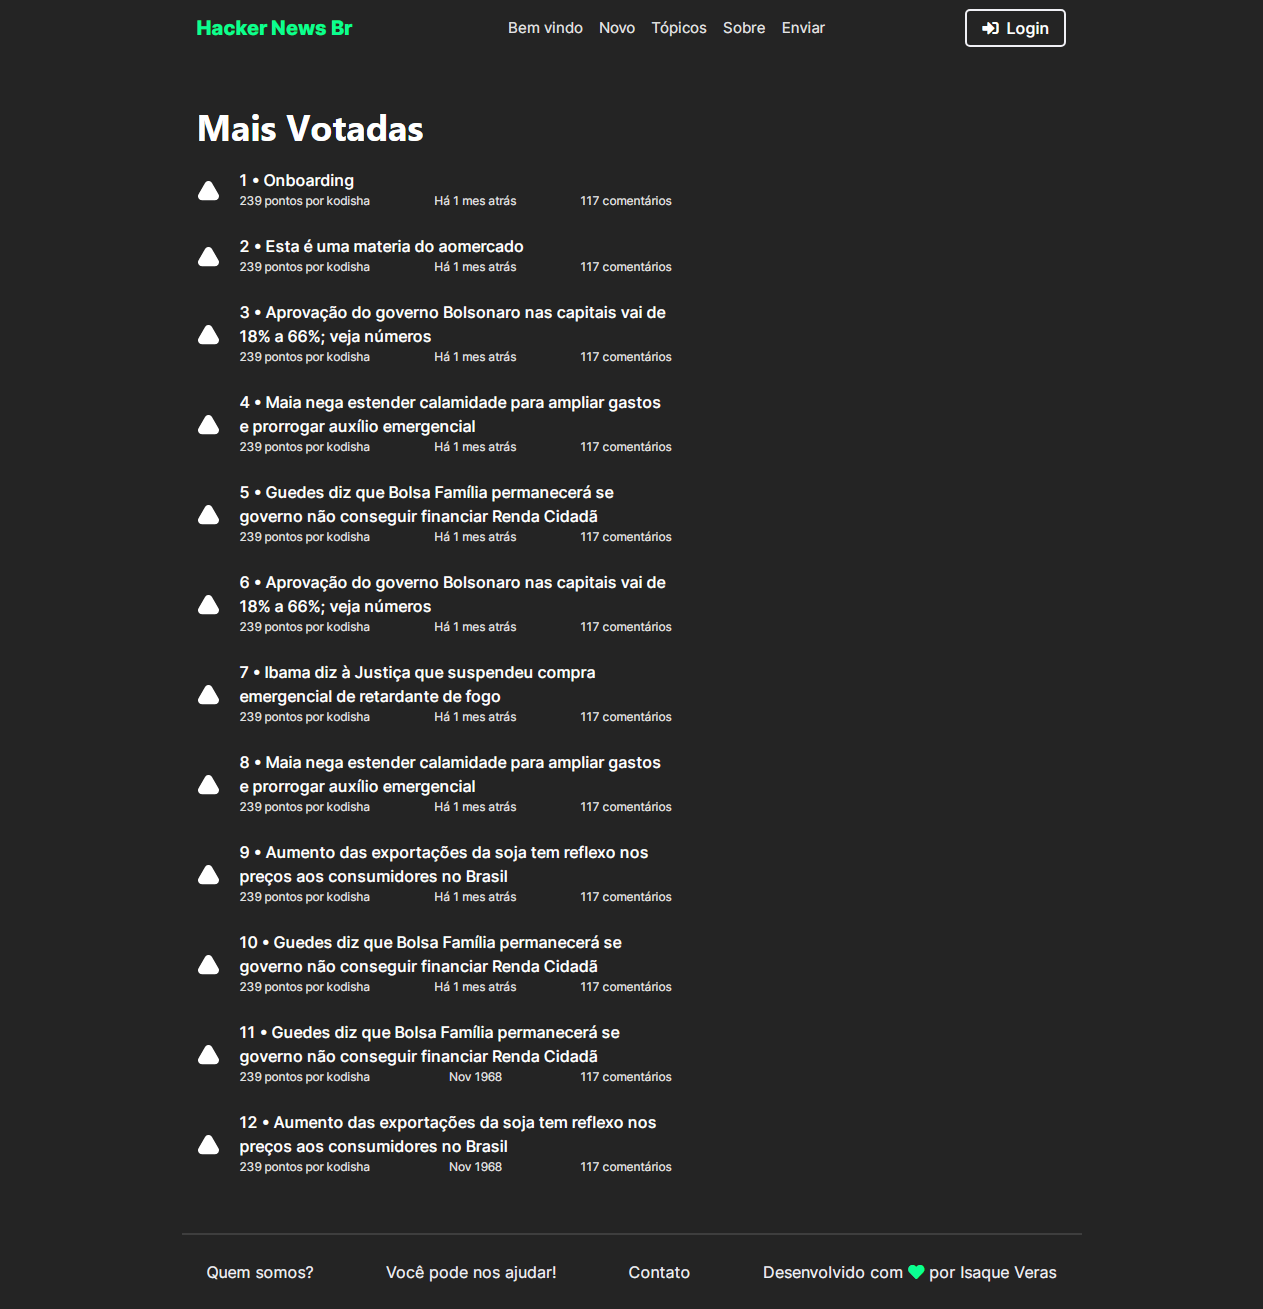 Hacker News Br
Bem vindo Novo Tópicos Sobre Enviar
Login
Mais Votadas
1 • Onboarding
239 pontos por kodisha Há 1 mes atrás 117 comentários
2 • Esta é uma materia do aomercado
239 pontos por kodisha Há 1 mes atrás 117 comentários
3 • Aprovação do governo Bolsonaro nas capitais vai de
18% a 66%; veja números
239 pontos por kodisha Há 1 mes atrás 117 comentários
4 • Maia nega estender calamidade para ampliar gastos
e prorrogar auxílio emergencial
239 pontos por kodisha Há 1 mes atrás 117 comentários
5 • Guedes diz que Bolsa Família permanecerá se
governo não conseguir financiar Renda Cidadã
239 pontos por kodisha Há 1 mes atrás 117 comentários
6 • Aprovação do governo Bolsonaro nas capitais vai de
18% a 66%; veja números
239 pontos por kodisha Há 1 mes atrás 117 comentários
7 • Ibama diz à Justiça que suspendeu compra
emergencial de retardante de fogo
239 pontos por kodisha Há 1 mes atrás 117 comentários
8 • Maia nega estender calamidade para ampliar gastos
e prorrogar auxílio emergencial
239 pontos por kodisha Há 1 mes atrás 117 comentários
9 • Aumento das exportações da soja tem reflexo nos
preços aos consumidores no Brasil
239 pontos por kodisha Há 1 mes atrás 117 comentários
10 • Guedes diz que Bolsa Família permanecerá se
governo não conseguir financiar Renda Cidadã
239 pontos por kodisha Há 1 mes atrás 117 comentários
11 • Guedes diz que Bolsa Família permanecerá se
governo não conseguir financiar Renda Cidadã
239 pontos por kodisha Nov 1968 117 comentários
12 • Aumento das exportações da soja tem reflexo nos
preços aos consumidores no Brasil
239 pontos por kodisha Nov 1968 117 comentários
Quem somos? Você pode nos ajudar! Contato Desenvolvido com por Isaque Veras